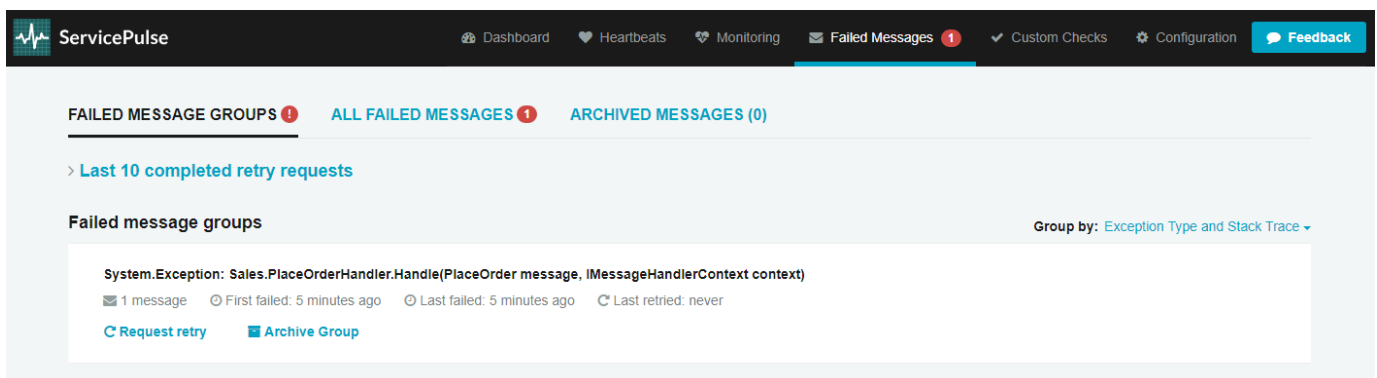 ServicePulse Dashboard Heartbeats Monitoring Failed Messages 1 Custom Checks Configuration Feedback
FAILED MESSAGE GROUPS ! ALL FAILED MESSAGES 1 ARCHIVED MESSAGES (0)
> Last 10 completed retry requests
Failed message groups Group by: Exception Type and Stack Trace
System.Exception: Sales.PlaceOrderHandler.Handle(PlaceOrder message, IMessageHandlerContext context)
1 message First failed: 5 minutes ago Last failed: 5 minutes ago Last retried: never
Request retry Archive Group